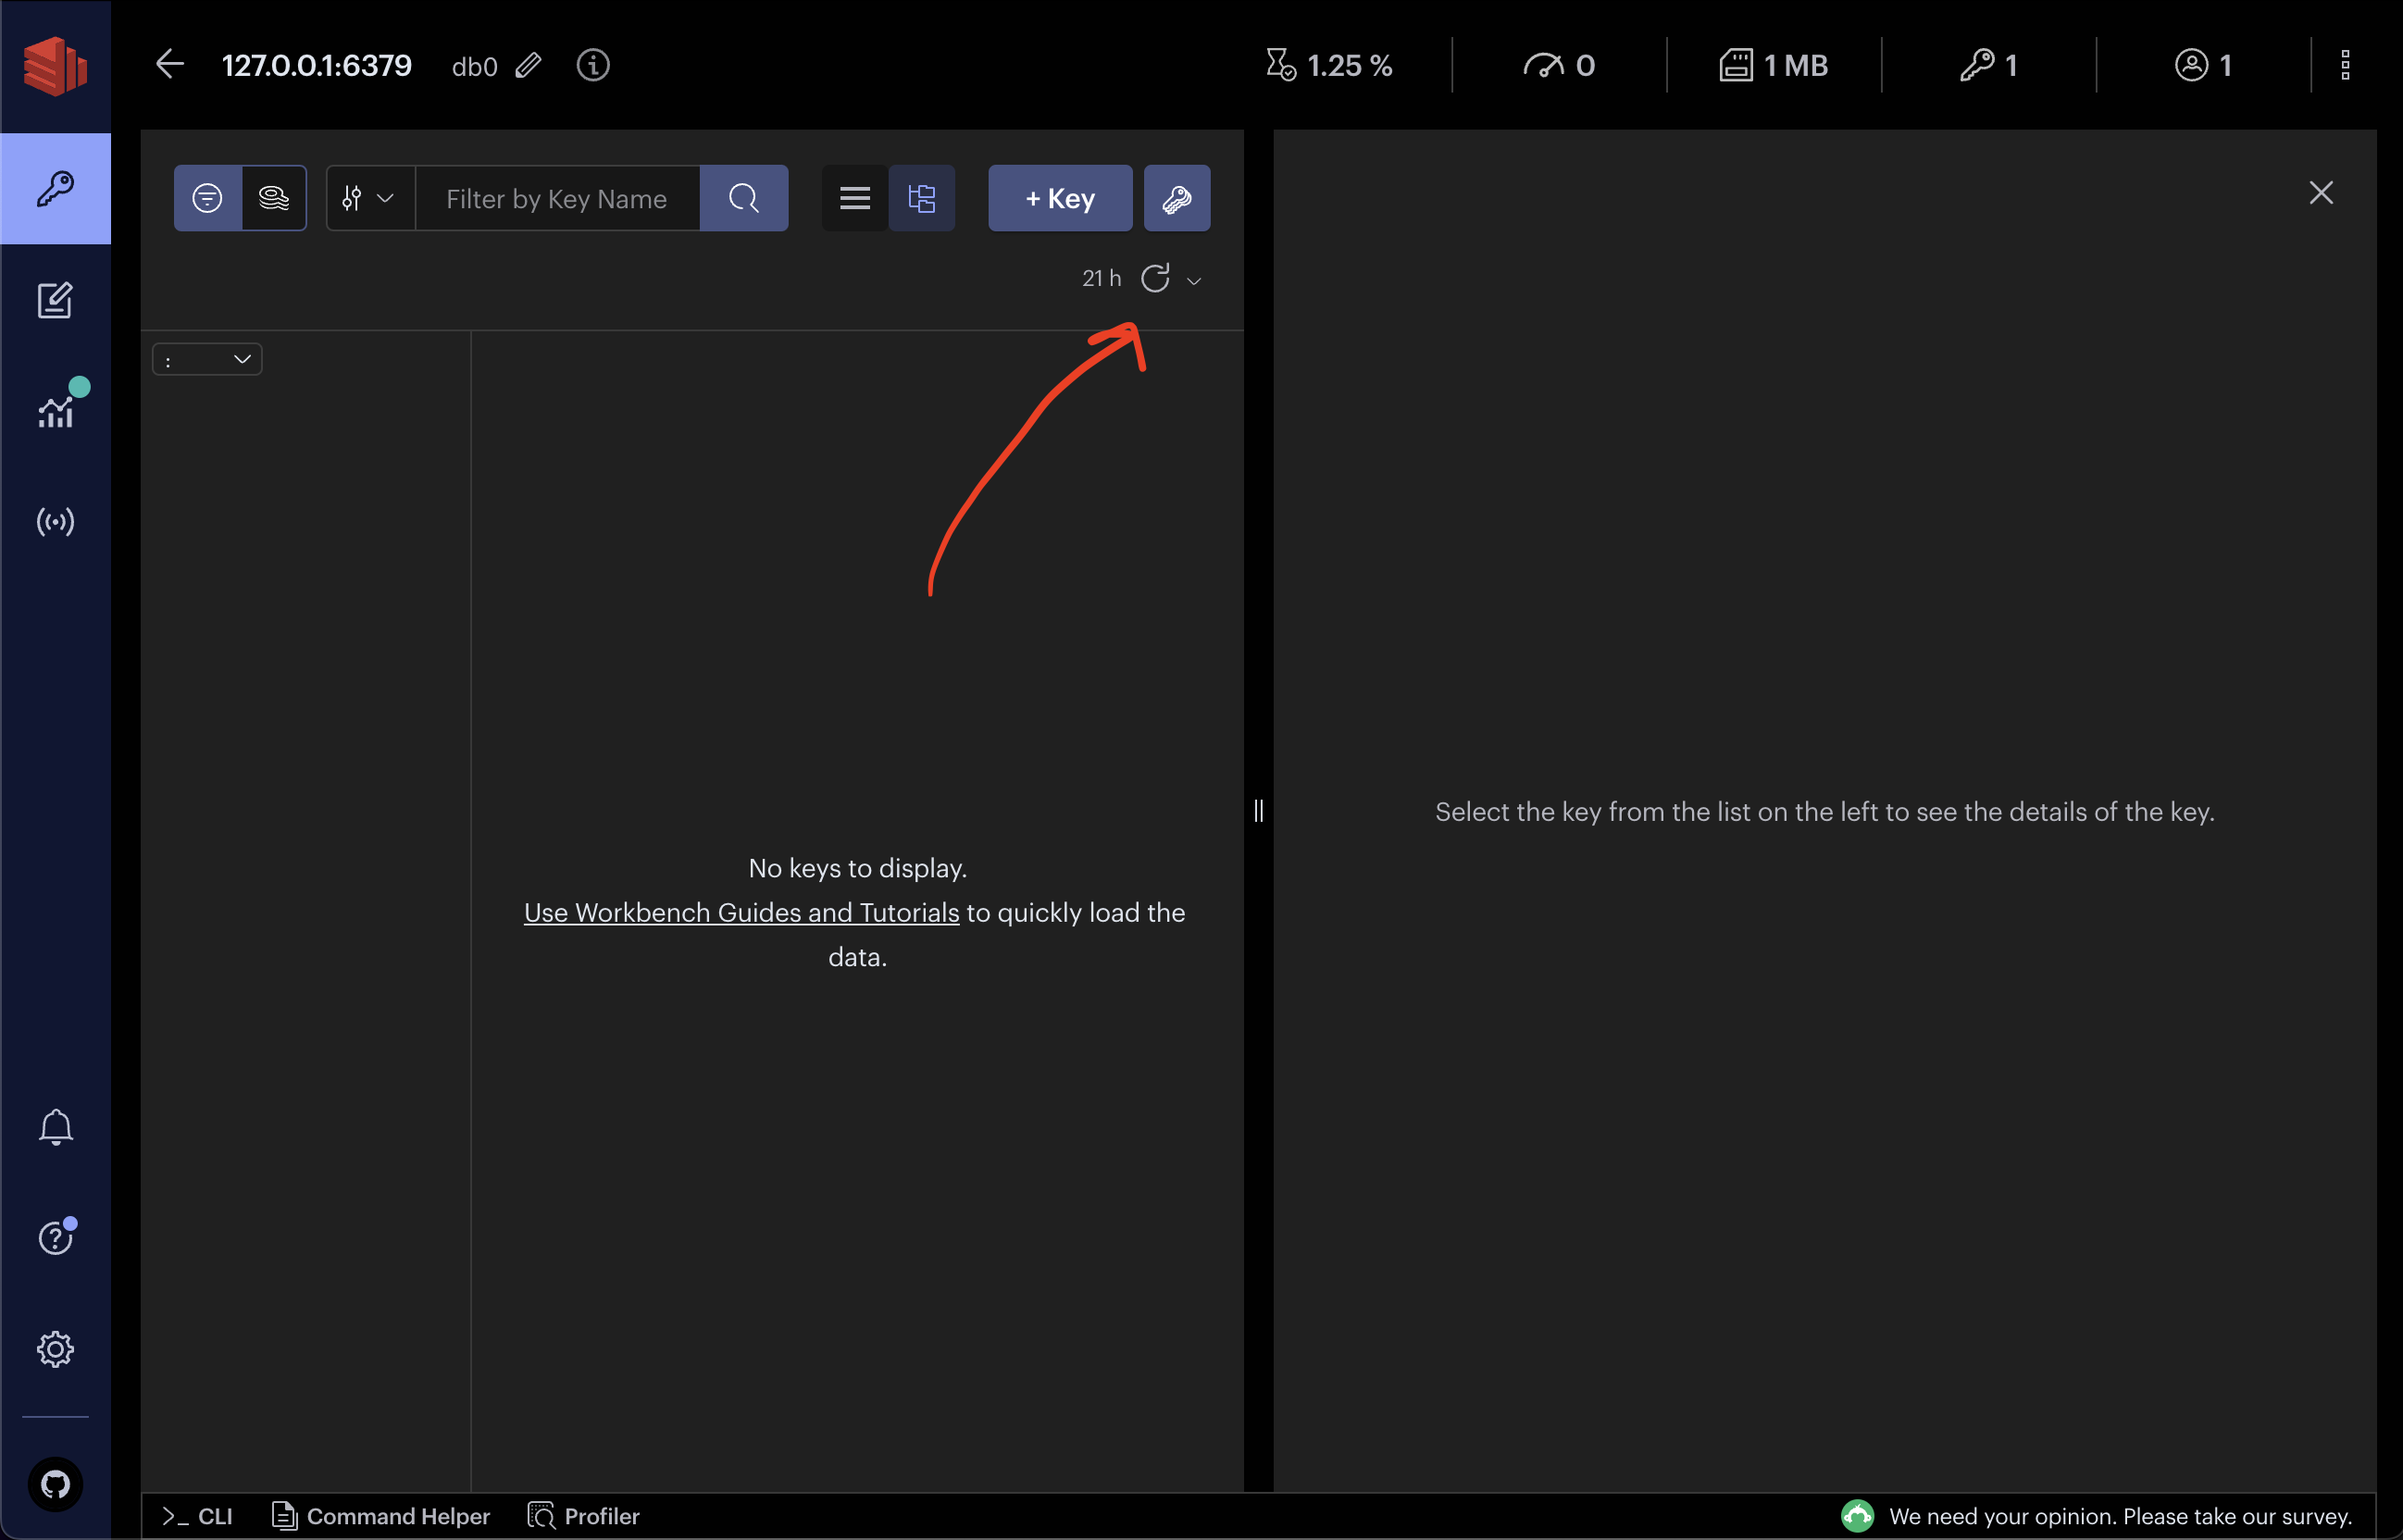 127.0.0.1:6379 db0 1.25 % 0 1 MB 1 1
Filter by Key Name + Key
21 h
:
Select the key from the list on the left to see the details of the key.
No keys to display.
Use Workbench Guides and Tutorials to quickly load the
data.
>_ CLI Command Helper Profiler We need your opinion. Please take our survey.